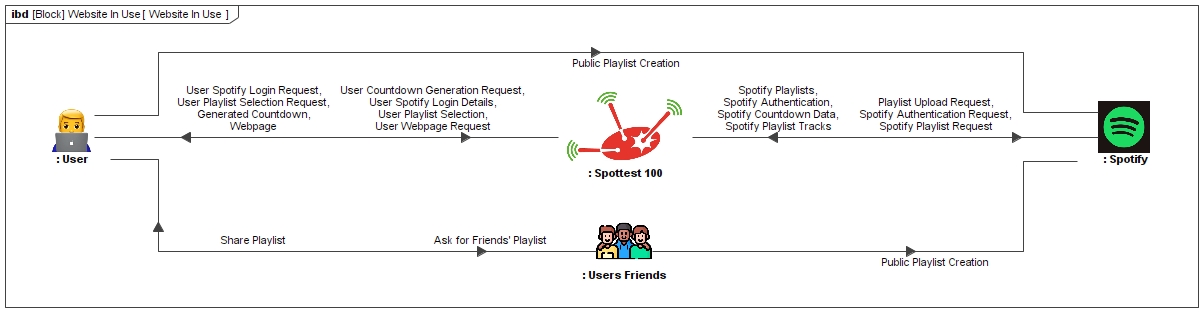 ibd [Block] Website In Use [ Website In Use ]
Public Playlist Creation
User Spotify Login Request,
User Playlist Selection Request,
Generated Countdown,
Webpage
User Countdown Generation Request,
User Spotify Login Details,
User Playlist Selection,
User Webpage Request
Spotify Playlists,
Spotify Authentication,
Spotify Countdown Data,
Spotify Playlist Tracks
Playlist Upload Request,
Spotify Authentication Request,
Spotify Playlist Request
: User
: Spottest 100
: Spotify
Share Playlist
Ask for Friends' Playlist
: Users Friends
Public Playlist Creation